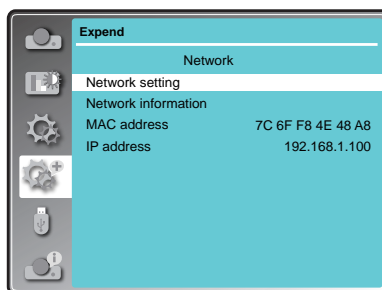 Expend
Network
Network setting
Network information
MAC address 7C 6F F8 4E 48 A8
IP address 192.168.1.100